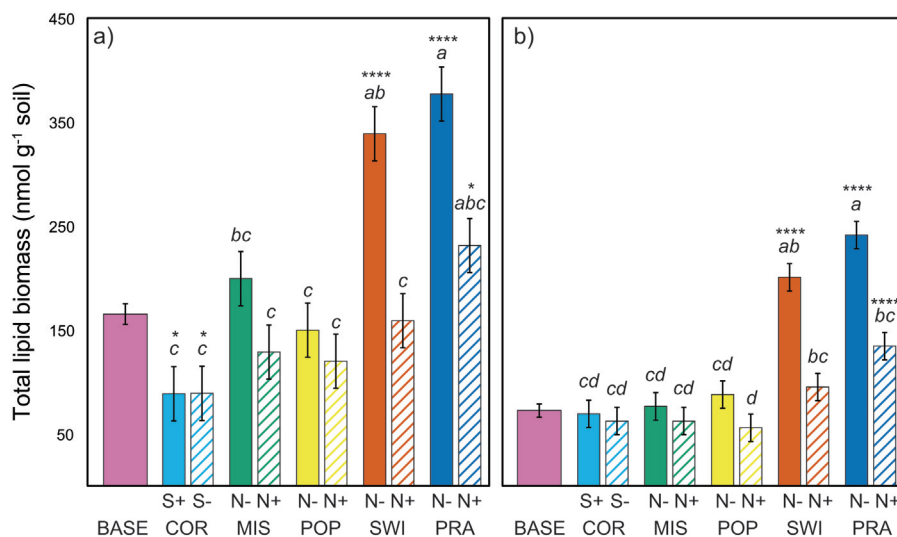 Total lipid biomass (nmol g⁻¹ soil)
450
350
250
150
50
a)
* c
* c
bc
c
c
c
**** ab
c
**** a
* abc
S+ S- N- N+ N- N+ N- N+ N- N+
BASE COR MIS POP SWI PRA
b)
cd
cd
cd
cd
cd
d
**** ab
bc
**** a
**** bc
S+ S- N- N+ N- N+ N- N+ N- N+
BASE COR MIS POP SWI PRA